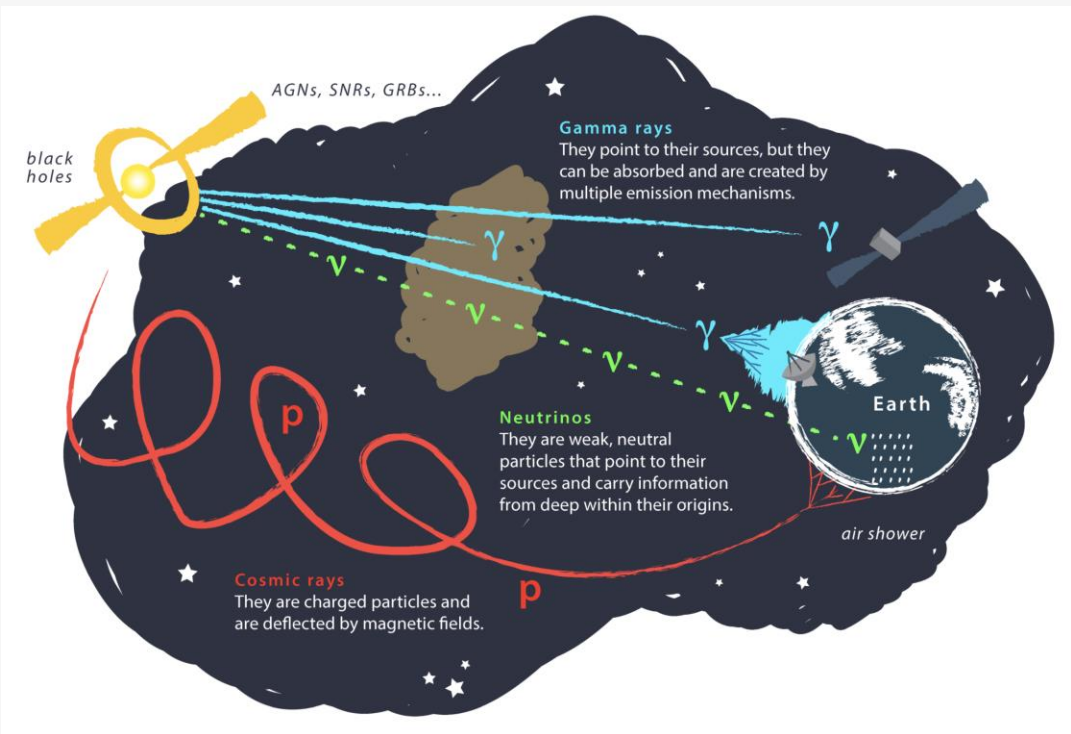 AGNs, SNRs, GRBs...
black
holes
Gamma rays
They point to their sources, but they
can be absorbed and are created by
multiple emission mechanisms.
γ
γ
γ
ν
ν
ν
ν
ν
Earth
p
Neutrinos
They are weak, neutral
particles that point to their
sources and carry information
from deep within their origins.
air shower
Cosmic rays
They are charged particles and
are deflected by magnetic fields.
p